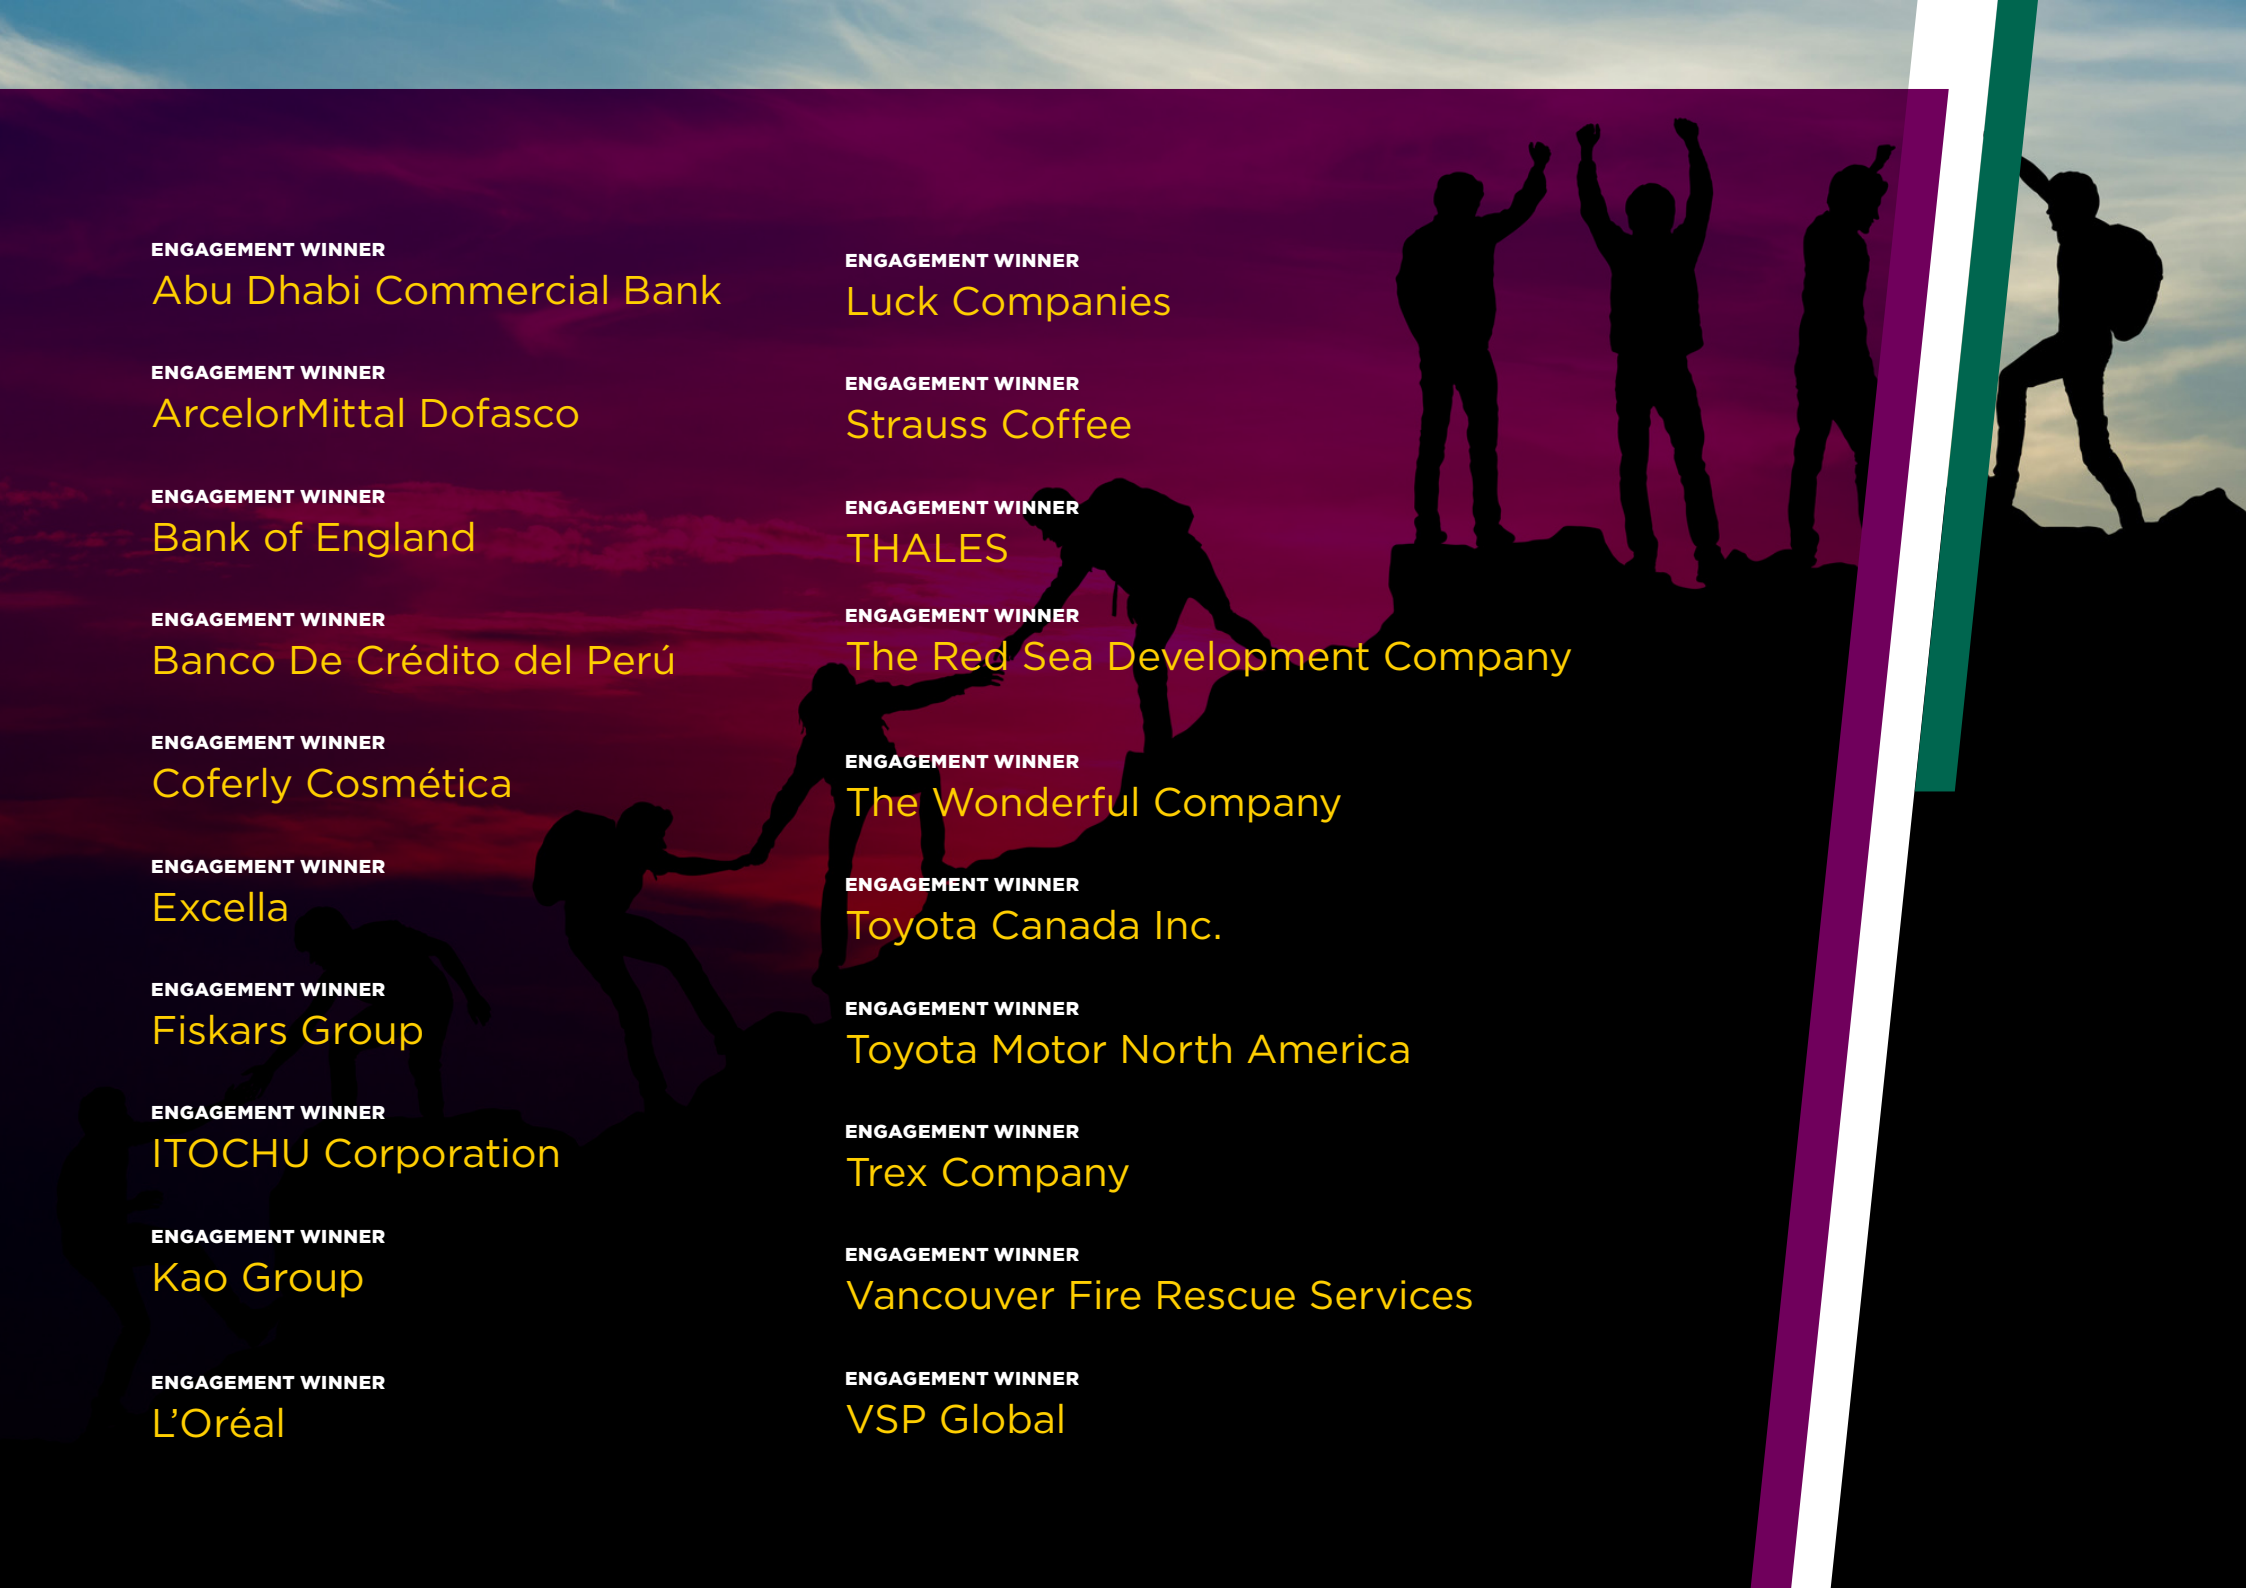 ENGAGEMENT WINNER
Abu Dhabi Commercial Bank
ENGAGEMENT WINNER
ArcelorMittal Dofasco
ENGAGEMENT WINNER
Bank of England
ENGAGEMENT WINNER
Banco De Crédito del Perú
ENGAGEMENT WINNER
Coferly Cosmética
ENGAGEMENT WINNER
Excella
ENGAGEMENT WINNER
Fiskars Group
ENGAGEMENT WINNER
ITOCHU Corporation
ENGAGEMENT WINNER
Kao Group
ENGAGEMENT WINNER
L’Oréal
ENGAGEMENT WINNER
Luck Companies
ENGAGEMENT WINNER
Strauss Coffee
ENGAGEMENT WINNER
THALES
ENGAGEMENT WINNER
The Red Sea Development Company
ENGAGEMENT WINNER
The Wonderful Company
ENGAGEMENT WINNER
Toyota Canada Inc.
ENGAGEMENT WINNER
Toyota Motor North America
ENGAGEMENT WINNER
Trex Company
ENGAGEMENT WINNER
Vancouver Fire Rescue Services
ENGAGEMENT WINNER
VSP Global